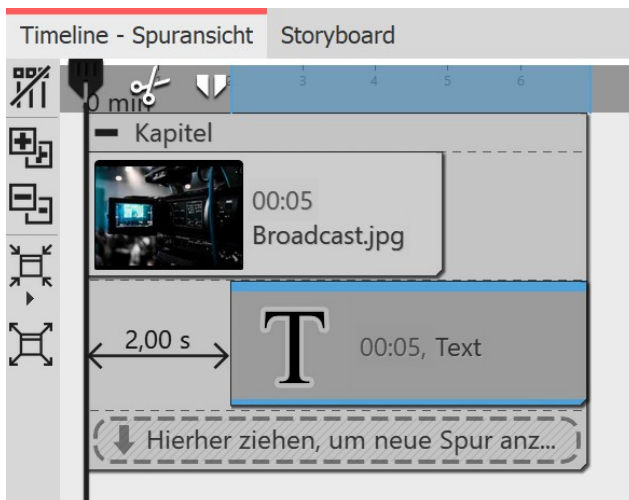 Timeline - Spuransicht Storyboard
3 4 5 6
0 min
Kapitel
00:05
Broadcast.jpg
2,00 s
T 00:05, Text
Hierher ziehen, um neue Spur anz...